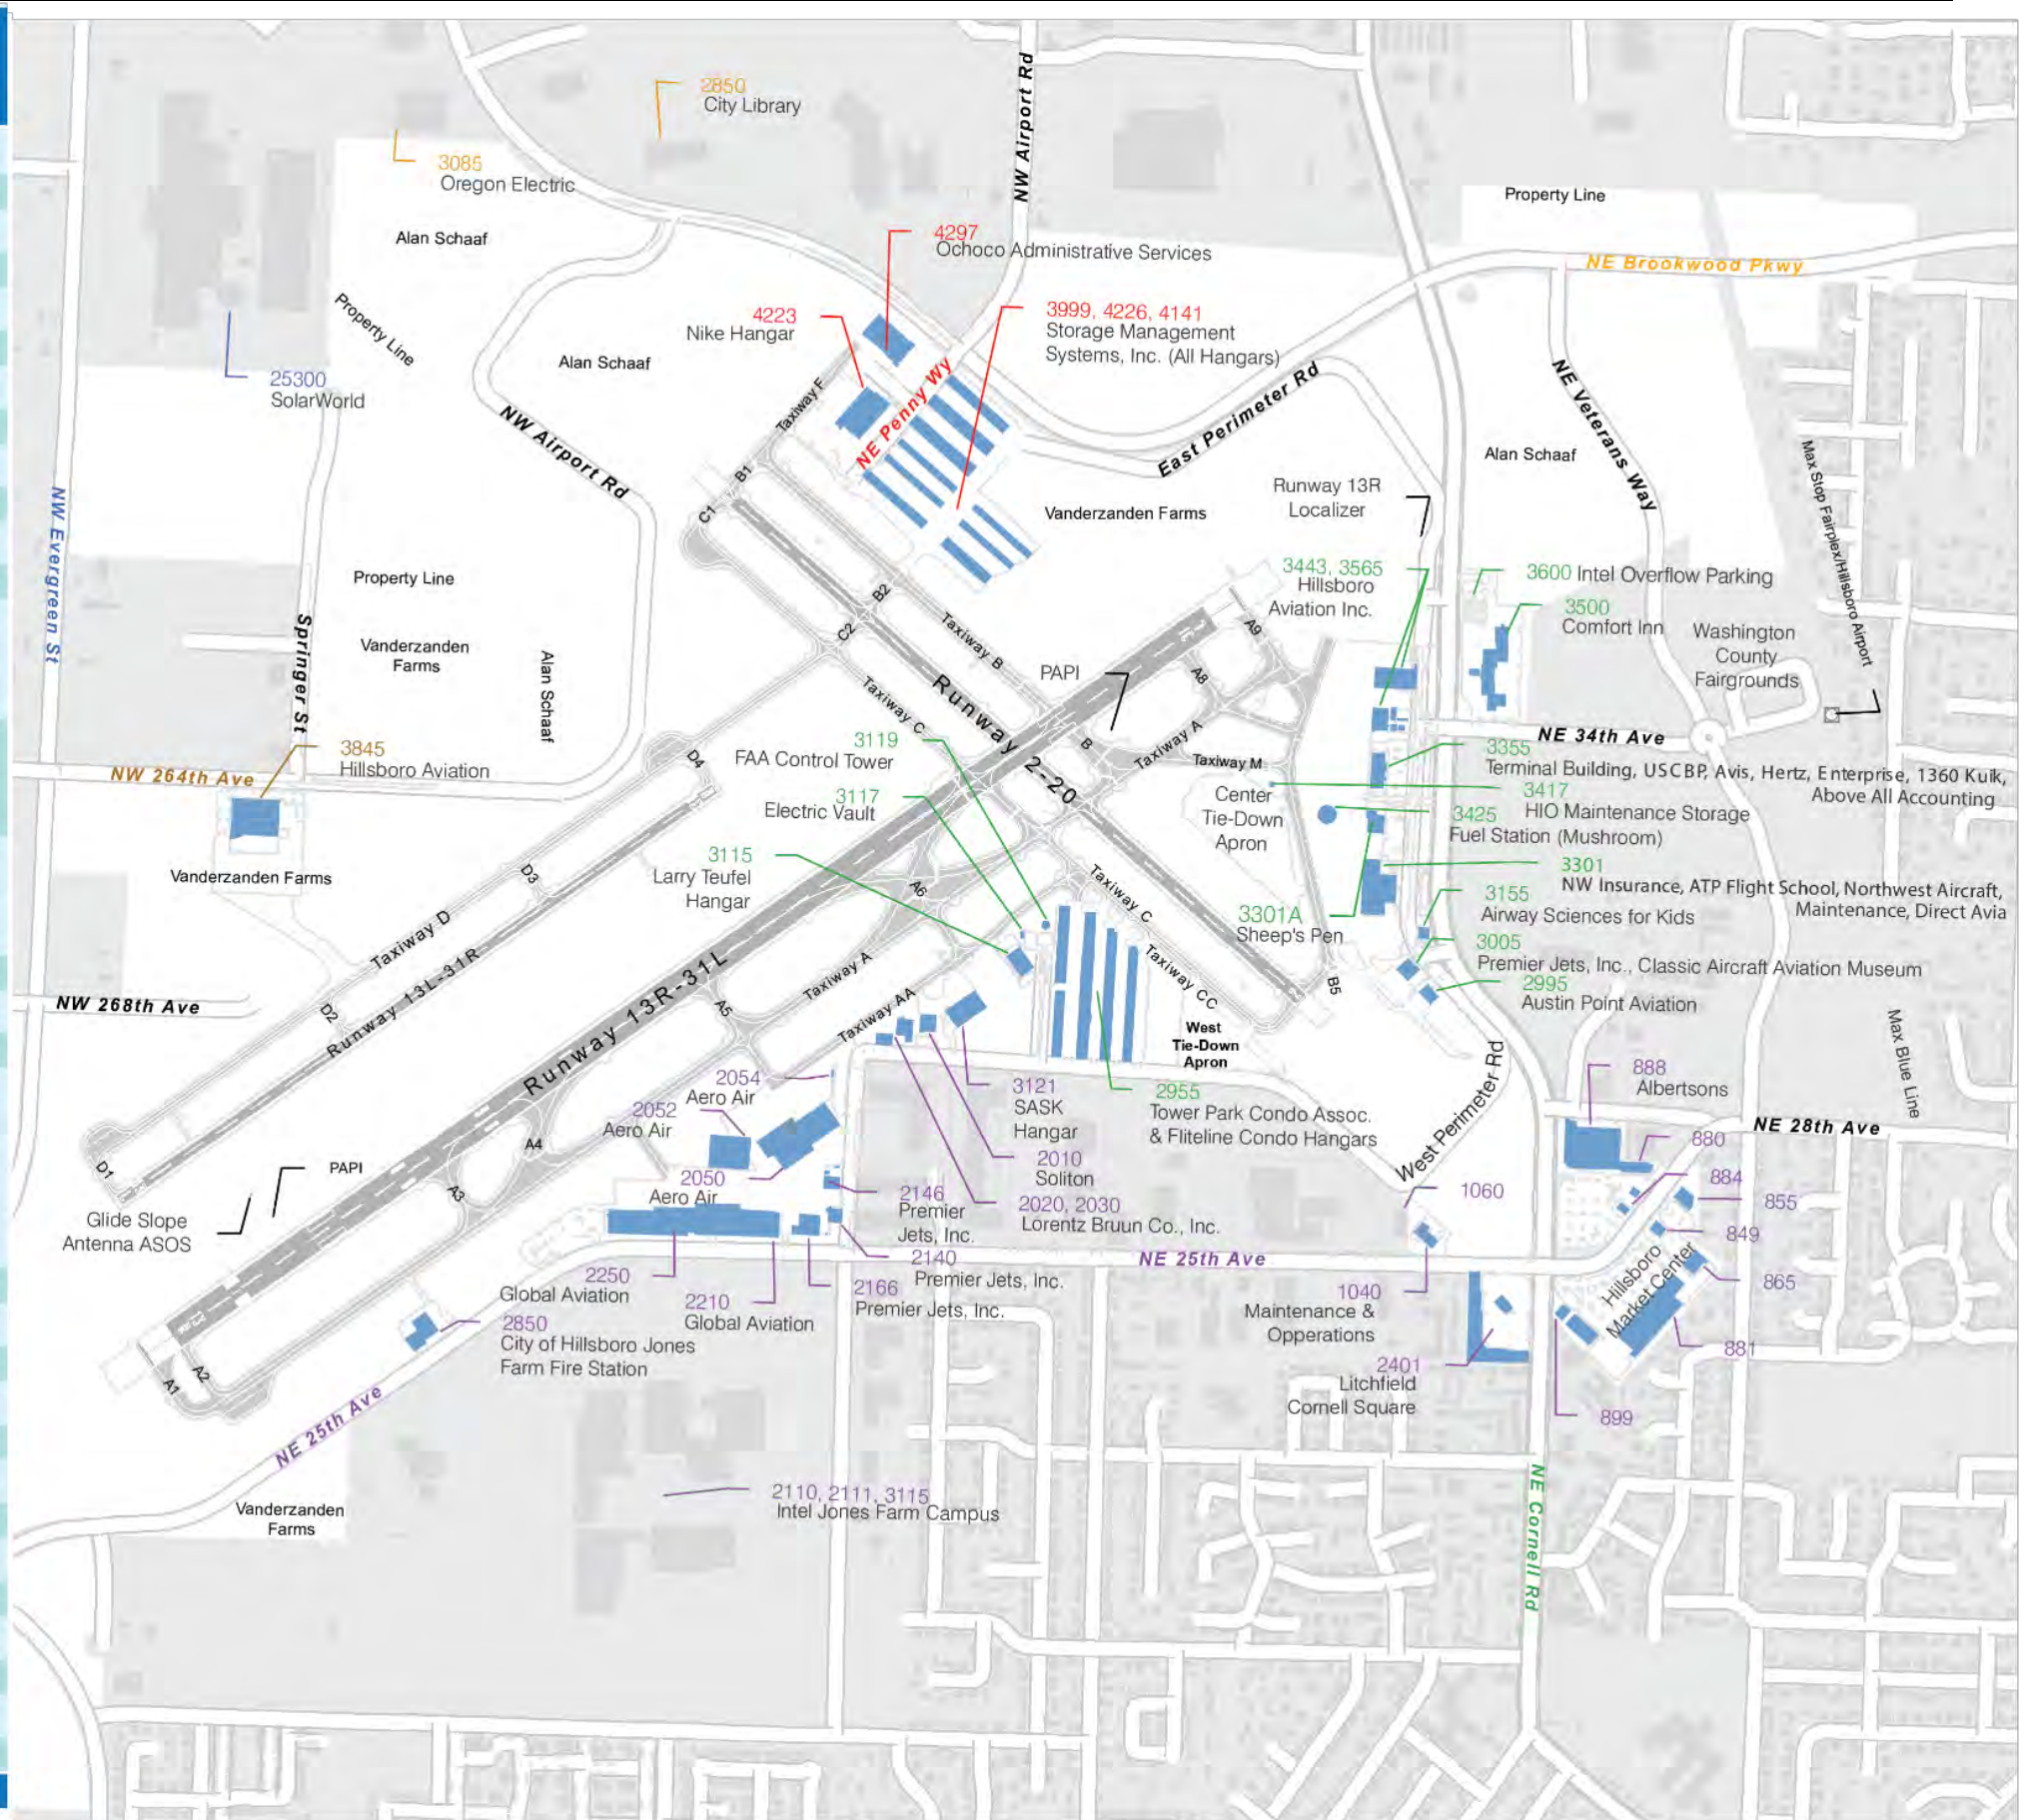 2850
City Library
3085
Oregon Electric
NW Airport Rd
Property Line
Alan Schaaf
4297
Ochoco Administrative Services
NE Brookwood Pkwy
4223
Nike Hangar
3999, 4226, 4141
Storage Management
Systems, Inc. (All Hangars)
Property Line
Alan Schaaf
25300
SolarWorld
Taxiway F
NE Penny Wy
East Perimeter Rd
NE Veterans Way
NW Airport Rd
Alan Schaaf
Max Stop Fairplex/Hillsboro Airport
B1
C1
Runway 13R
Localizer
Vanderzanden Farms
NW Evergreen St
Property Line
3443, 3565
Hillsboro
Aviation Inc.
3600 Intel Overflow Parking
3500
Comfort Inn
Washington
County
Fairgrounds
B2
C2
Taxiway B
A9
Springer St
Vanderzanden
Farms
Alan Schaaf
PAPI
A8
Taxiway C
Runway 2-20
3119
FAA Control Tower
B
Taxiway A
Taxiway M
NE 34th Ave
3355
Terminal Building, USCBP, Avis, Hertz, Enterprise, 1360 Kuik,
Above All Accounting
3845
Hillsboro Aviation
NW 264th Ave
D4
3117
Electric Vault
Center
Tie-Down
Apron
3417
HIO Maintenance Storage
3425
Fuel Station (Mushroom)
3115
Larry Teufel
Hangar
3301
NW Insurance, ATP Flight School, Northwest Aircraft,
Maintenance, Direct Avia
Vanderzanden Farms
D3
A6
Taxiway C
3155
Airway Sciences for Kids
3301A
Sheep's Pen
3005
Premier Jets, Inc., Classic Aircraft Aviation Museum
2995
Austin Point Aviation
Taxiway D
Runway 13L-31R
Runway 13R-31L
Taxiway A
Taxiway CC
B5
NW 268th Ave
D2
A5
Taxiway AA
West
Tie-Down
Apron
Max Blue Line
West Perimeter Rd
2054
Aero Air
2052
Aero Air
3121
SASK
Hangar
2955
Tower Park Condo Assoc.
& Fliteline Condo Hangars
888
Albertsons
NE 28th Ave
880
D1
PAPI
A4
A3
2050
Aero Air
2010
Soliton
2146
Premier
Jets, Inc.
2020, 2030
Lorentz Bruun Co., Inc.
1060
884
855
849
Glide Slope
Antenna ASOS
2140
Premier Jets, Inc.
NE 25th Ave
Hillsboro
Market Center
865
2250
Global Aviation
2210
Global Aviation
2166
Premier Jets, Inc.
1040
Maintenance &
Opperations
2850
City of Hillsboro Jones
Farm Fire Station
881
2401
Litchfield
Cornell Square
A2
A1
899
NE 25th Ave
NE Cornell Rd
2110, 2111, 3115
Intel Jones Farm Campus
Vanderzanden
Farms